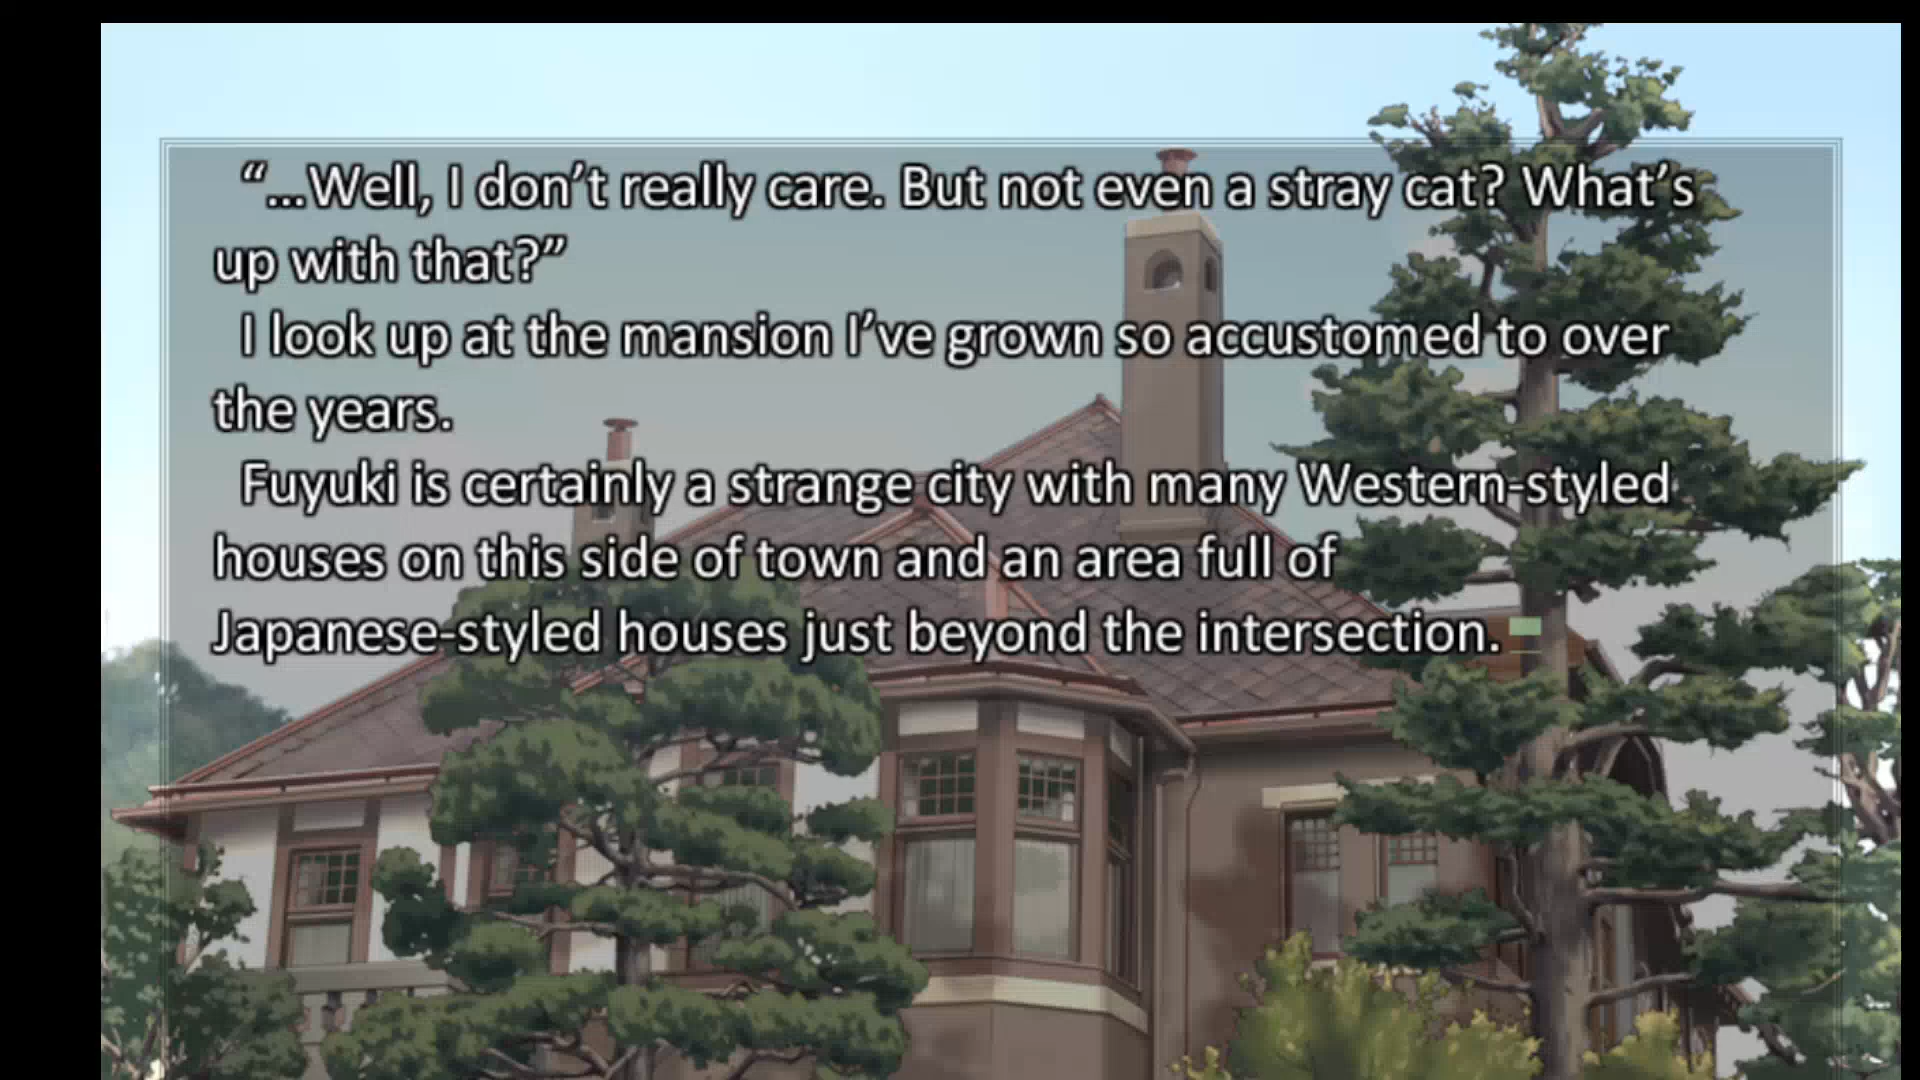 “...Well, I don’t really care. But not even a stray cat? What’s
up with that?”
I look up at the mansion I’ve grown so accustomed to over
the years.
Fuyuki is certainly a strange city with many Western-styled
houses on this side of town and an area full of
Japanese-styled houses just beyond the intersection.